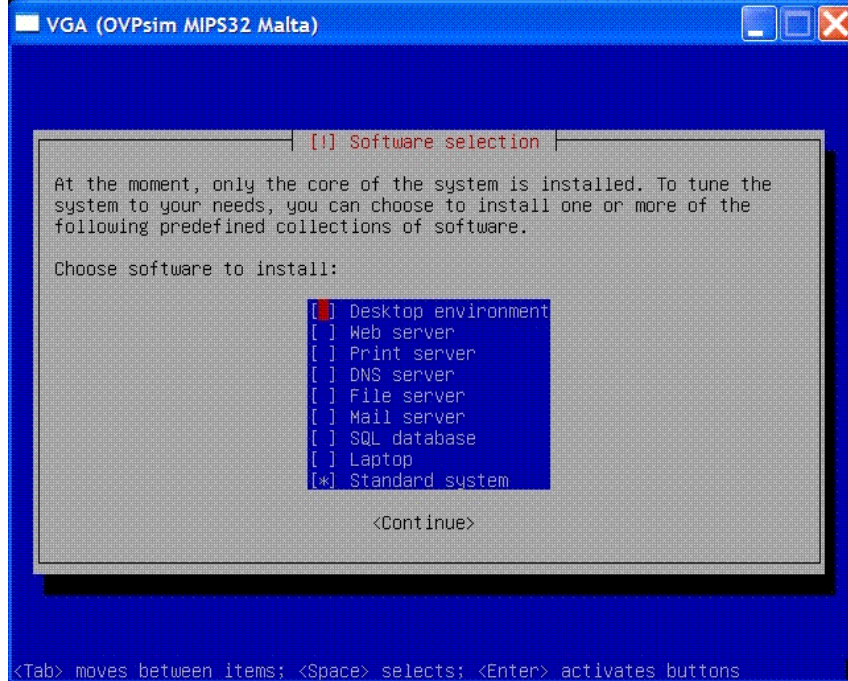 VGA (OVPsim MIPS32 Malta)
[!] Software selection
At the moment, only the core of the system is installed. To tune the
system to your needs, you can choose to install one or more of the
following predefined collections of software.
Choose software to install:
[ ] Desktop environment
[ ] Web server
[ ] Print server
[ ] DNS server
[ ] File server
[ ] Mail server
[ ] SQL database
[ ] Laptop
[*] Standard system
<Continue>
<Tab> moves between items; <Space> selects; <Enter> activates buttons